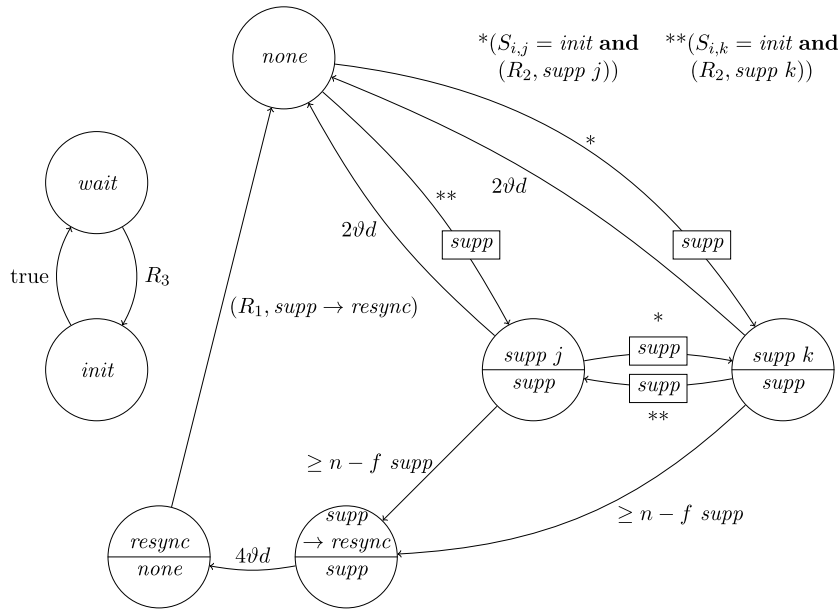 none
*(S_{i,j} = init and
(R_2, supp j))
**(S_{i,k} = init and
(R_2, supp k))
*
wait
**
2ϑd
2ϑd
supp
supp
true
R_3
(R_1, supp → resync)
*
supp
supp j
supp
supp k
supp
init
supp
**
≥ n − f supp
≥ n − f supp
supp
→ resync
supp
4ϑd
resync
none